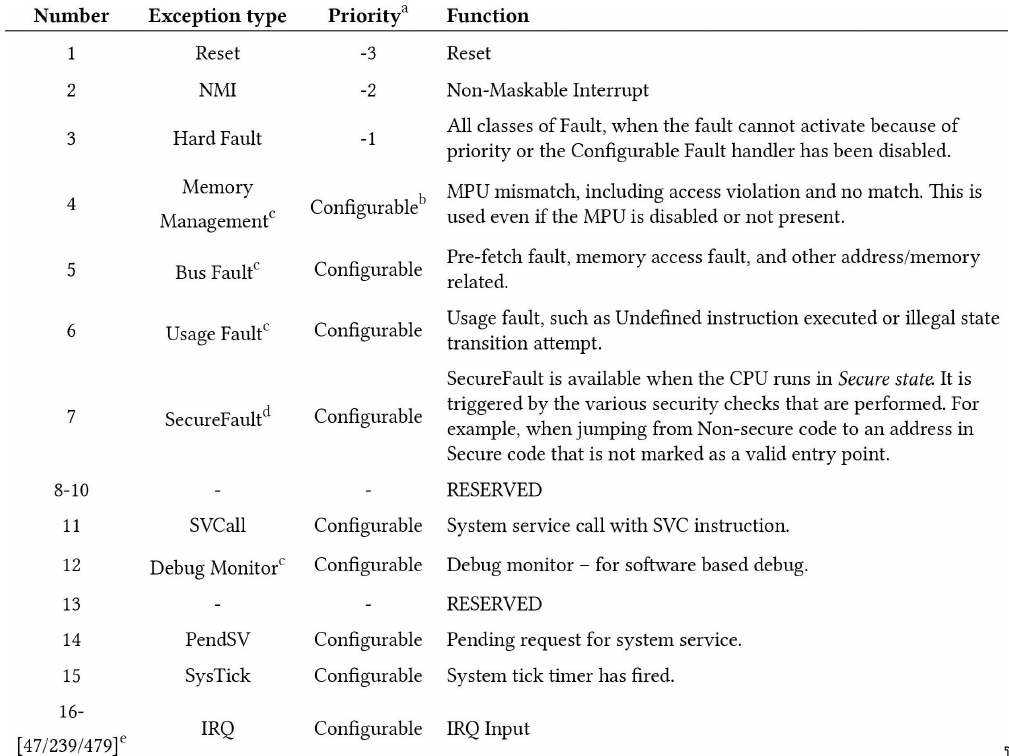 Number Exception type Priorityᵃ Function
1 Reset -3 Reset
2 NMI -2 Non-Maskable Interrupt
3 Hard Fault -1 All classes of Fault, when the fault cannot activate because of
priority or the Configurable Fault handler has been disabled.
4 Memory
Managementᶜ Configurableᵇ MPU mismatch, including access violation and no match. This is
used even if the MPU is disabled or not present.
5 Bus Faultᶜ Configurable Pre-fetch fault, memory access fault, and other address/memory
related.
6 Usage Faultᶜ Configurable Usage fault, such as Undefined instruction executed or illegal state
transition attempt.
7 SecureFaultᵈ Configurable SecureFault is available when the CPU runs in Secure state. It is
triggered by the various security checks that are performed. For
example, when jumping from Non-secure code to an address in
Secure code that is not marked as a valid entry point.
8-10 - - RESERVED
11 SVCall Configurable System service call with SVC instruction.
12 Debug Monitorᶜ Configurable Debug monitor – for software based debug.
13 - - RESERVED
14 PendSV Configurable Pending request for system service.
15 SysTick Configurable System tick timer has fired.
16-
[47/239/479]ᵉ IRQ Configurable IRQ Input